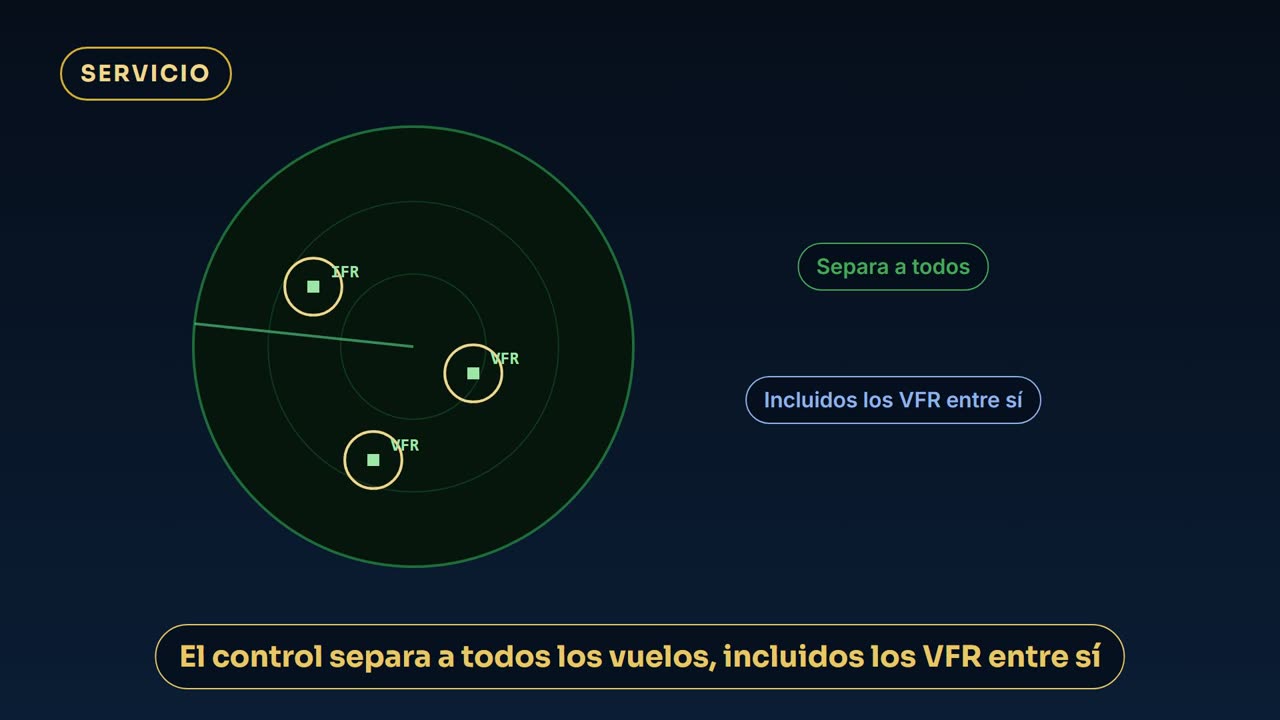 SERVICIO
IFR
VFR
VFR
Separa a todos
Incluidos los VFR entre sí
El control separa a todos los vuelos, incluidos los VFR entre sí